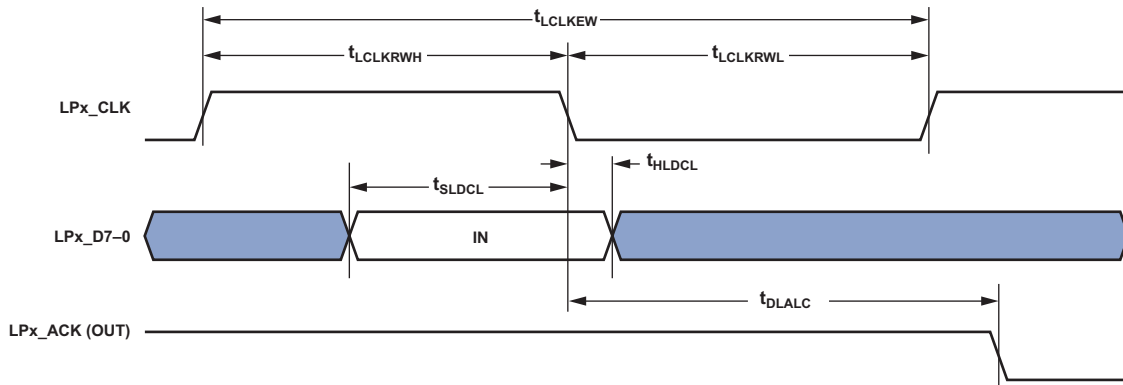 tLCLKEW
tLCLKRWH
tLCLKRWL
LPx_CLK
tHLDCL
tSLDCL
LPx_D7–0
IN
tDLALC
LPx_ACK (OUT)